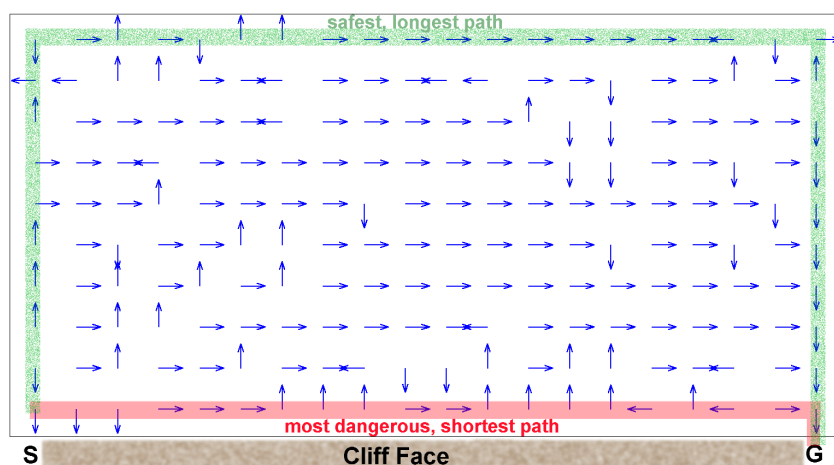 safest, longest path
most dangerous, shortest path
S
Cliff Face
G